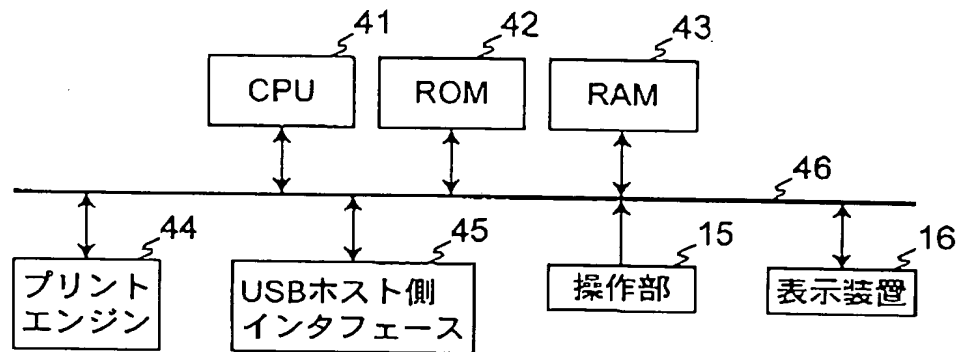 41
42
43
CPU
ROM
RAM
46
44
45
15
16
プリント
エンジン
USBホスト側
インタフェース
操作部
表示装置